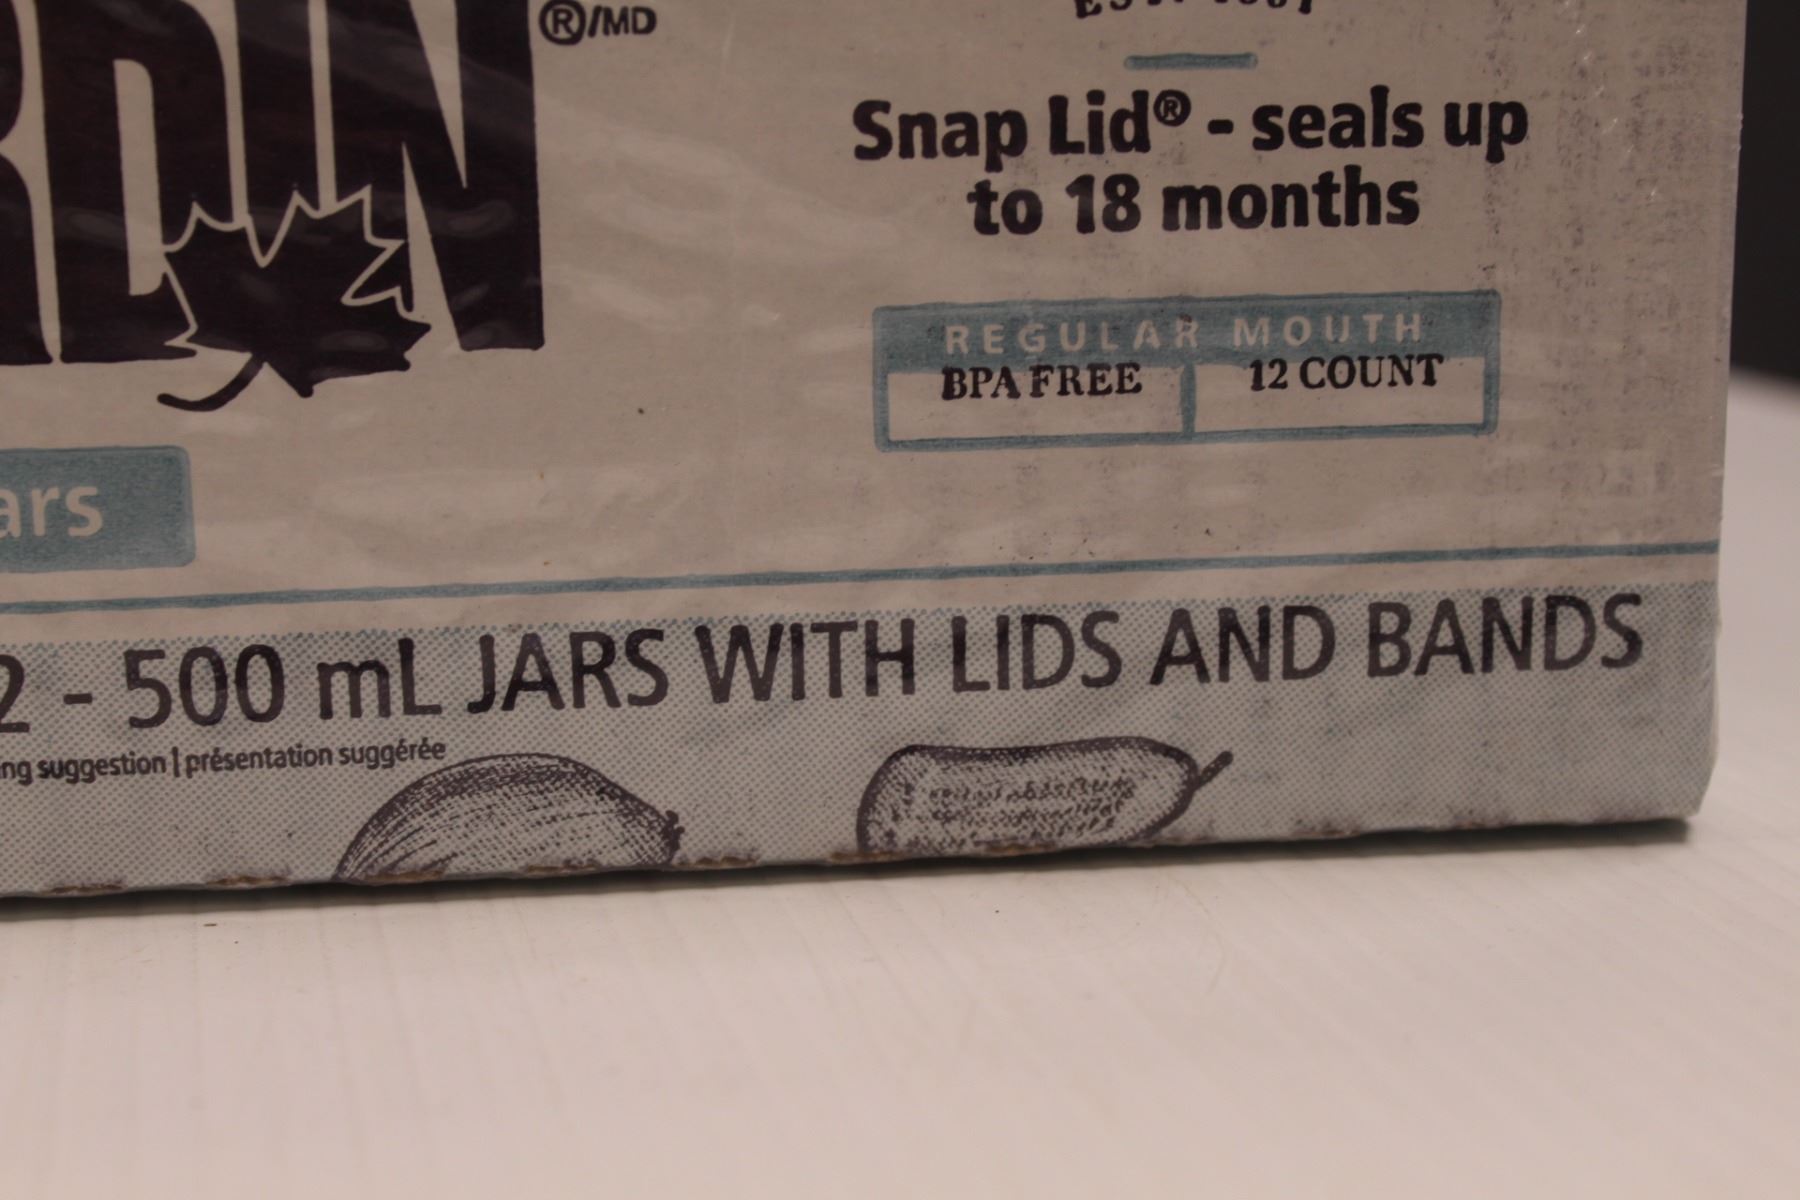 RDIN®/MD
Snap Lid® - seals up
to 18 months
REGULAR MOUTH
BPA FREE 12 COUNT
ars
2 - 500 mL JARS WITH LIDS AND BANDS
ng suggestion | présentation suggérée